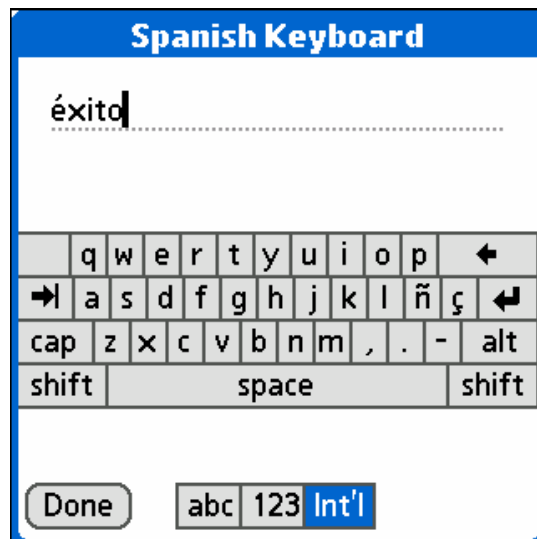 Spanish Keyboard
éxito
q w e r t y u i o p
a s d f g h j k l ñ ç
cap z x c v b n m , . - alt
shift space shift
Done abc 123 Int'l